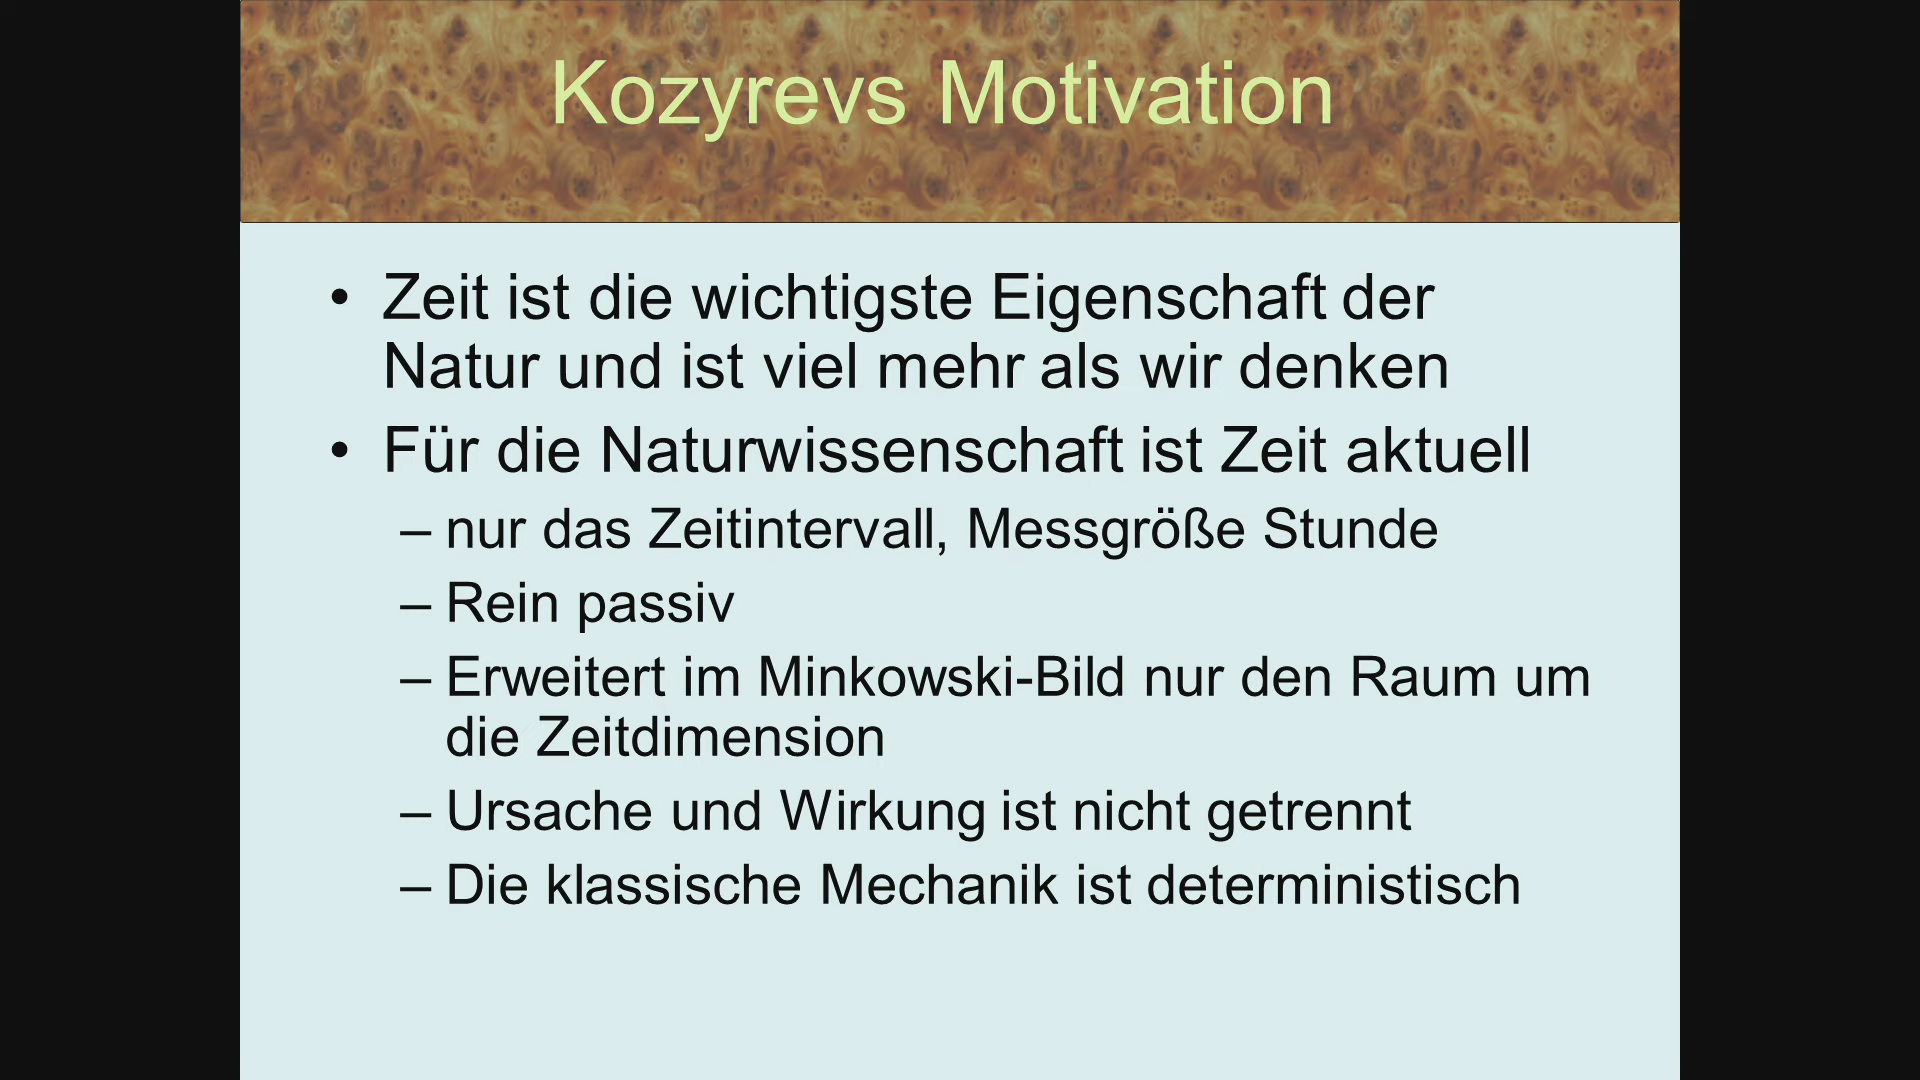 Kozyrevs Motivation
• Zeit ist die wichtigste Eigenschaft der
Natur und ist viel mehr als wir denken
• Für die Naturwissenschaft ist Zeit aktuell
– nur das Zeitintervall, Messgröße Stunde
– Rein passiv
– Erweitert im Minkowski-Bild nur den Raum um
die Zeitdimension
– Ursache und Wirkung ist nicht getrennt
– Die klassische Mechanik ist deterministisch